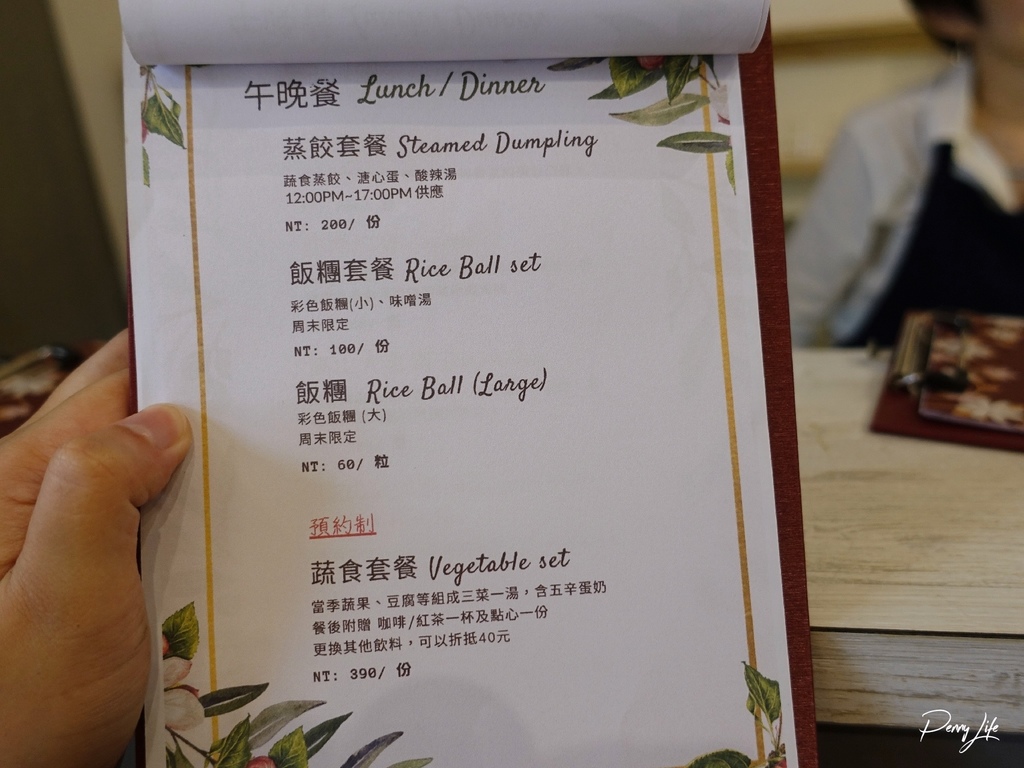 午晚餐 Lunch / Dinner
蒸餃套餐 Steamed Dumpling
蔬食蒸餃、溏心蛋、酸辣湯
12:00PM~17:00PM 供應
NT: 200/ 份
飯糰套餐 Rice Ball set
彩色飯糰(小)、味噌湯
周末限定
NT: 100/ 份
飯糰 Rice Ball (Large)
彩色飯糰 (大)
周末限定
NT: 60/ 粒
預約制
蔬食套餐 Vegetable set
當季蔬果、豆腐等組成三菜一湯，含五辛蛋奶
餐後附贈 咖啡/紅茶一杯及點心一份
更換其他飲料，可以折抵40元
NT: 390/ 份
Penny Life